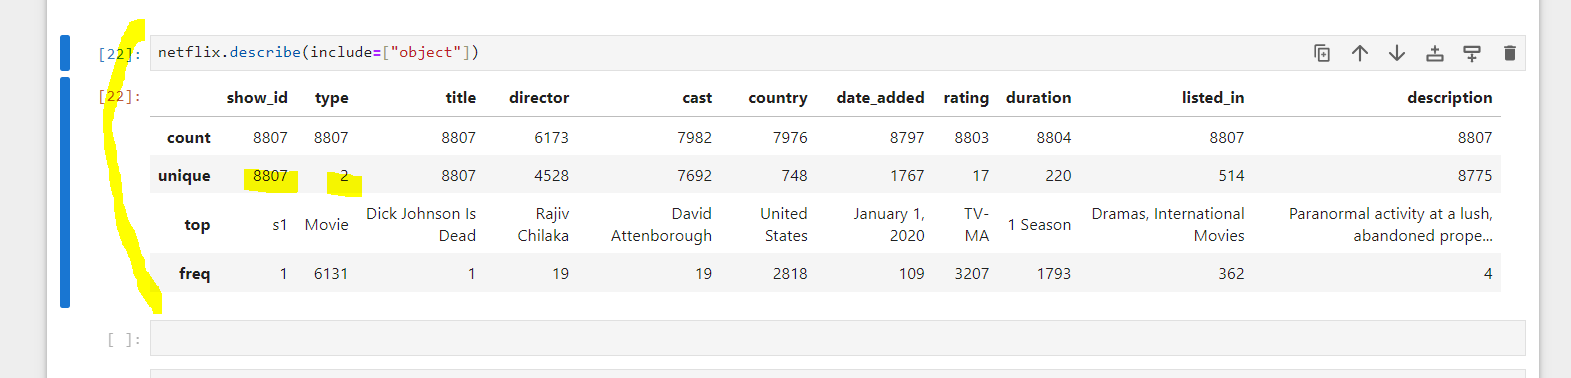 [22]: netflix.describe(include=["object"])
[22]: show_id type title director cast country date_added rating duration listed_in description
count 8807 8807 8807 6173 7982 7976 8797 8803 8804 8807 8807
unique 8807 2 8807 4528 7692 748 1767 17 220 514 8775
top s1 Movie Dick Johnson Is Dead Rajiv Chilaka David Attenborough United States January 1, 2020 TV-MA 1 Season Dramas, International Movies Paranormal activity at a lush, abandoned prope...
freq 1 6131 1 19 19 2818 109 3207 1793 362 4
[ ]: